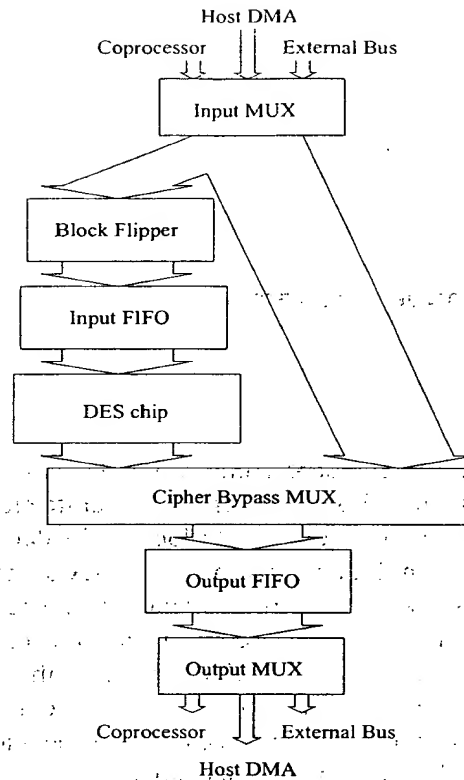 Host DMA
Coprocessor
External Bus
Input MUX
Block Flipper
Input FIFO
DES chip
Cipher Bypass MUX
Output FIFO
Output MUX
Coprocessor
External Bus
Host DMA